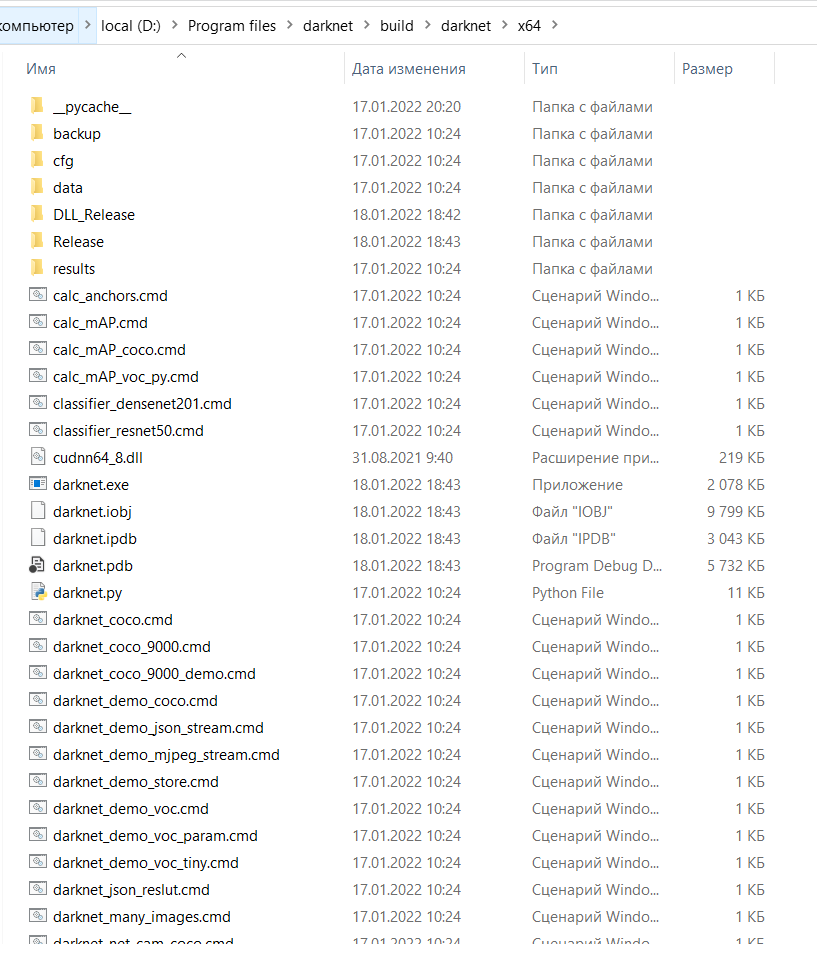 компьютер > local (D:) > Program files > darknet > build > darknet > x64 >
Имя Дата изменения Тип Размер
__pycache__ 17.01.2022 20:20 Папка с файлами
backup 17.01.2022 10:24 Папка с файлами
cfg 17.01.2022 10:24 Папка с файлами
data 17.01.2022 10:24 Папка с файлами
DLL_Release 18.01.2022 18:42 Папка с файлами
Release 18.01.2022 18:43 Папка с файлами
results 17.01.2022 10:24 Папка с файлами
calc_anchors.cmd 17.01.2022 10:24 Сценарий Windo... 1 КБ
calc_mAP.cmd 17.01.2022 10:24 Сценарий Windo... 1 КБ
calc_mAP_coco.cmd 17.01.2022 10:24 Сценарий Windo... 1 КБ
calc_mAP_voc_py.cmd 17.01.2022 10:24 Сценарий Windo... 1 КБ
classifier_densenet201.cmd 17.01.2022 10:24 Сценарий Windo... 1 КБ
classifier_resnet50.cmd 17.01.2022 10:24 Сценарий Windo... 1 КБ
cudnn64_8.dll 31.08.2021 9:40 Расширение при... 219 КБ
darknet.exe 18.01.2022 18:43 Приложение 2 078 КБ
darknet.iobj 18.01.2022 18:43 Файл "IOBJ" 9 799 КБ
darknet.ipdb 18.01.2022 18:43 Файл "IPDB" 3 043 КБ
darknet.pdb 18.01.2022 18:43 Program Debug D... 5 732 КБ
darknet.py 17.01.2022 10:24 Python File 11 КБ
darknet_coco.cmd 17.01.2022 10:24 Сценарий Windo... 1 КБ
darknet_coco_9000.cmd 17.01.2022 10:24 Сценарий Windo... 1 КБ
darknet_coco_9000_demo.cmd 17.01.2022 10:24 Сценарий Windo... 1 КБ
darknet_demo_coco.cmd 17.01.2022 10:24 Сценарий Windo... 1 КБ
darknet_demo_json_stream.cmd 17.01.2022 10:24 Сценарий Windo... 1 КБ
darknet_demo_mjpeg_stream.cmd 17.01.2022 10:24 Сценарий Windo... 1 КБ
darknet_demo_store.cmd 17.01.2022 10:24 Сценарий Windo... 1 КБ
darknet_demo_voc.cmd 17.01.2022 10:24 Сценарий Windo... 1 КБ
darknet_demo_voc_param.cmd 17.01.2022 10:24 Сценарий Windo... 1 КБ
darknet_demo_voc_tiny.cmd 17.01.2022 10:24 Сценарий Windo... 1 КБ
darknet_json_reslut.cmd 17.01.2022 10:24 Сценарий Windo... 1 КБ
darknet_many_images.cmd 17.01.2022 10:24 Сценарий Windo... 1 КБ
darknet_net_cam_coco.cmd 17.01.2022 10:24 Сценарий Windo... 1 КБ